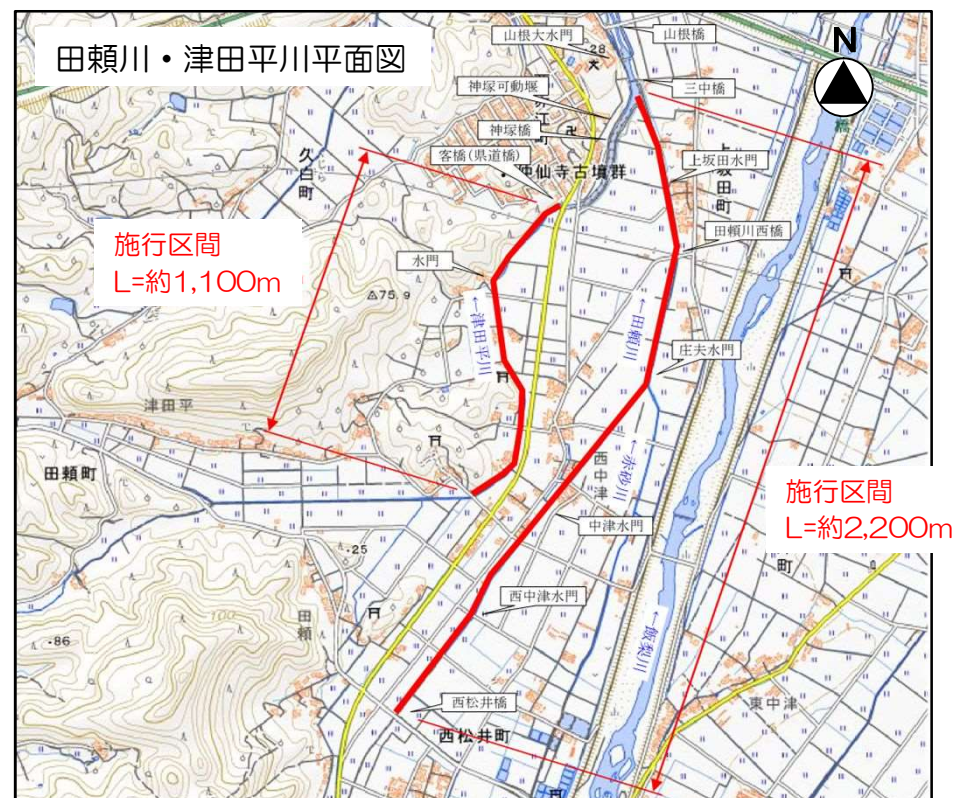 田頼川・津田平川平面図
N
山根大水門
山根橋
28
神塚可動堰
三中橋
神塚橋
客橋(県道橋)
仲仙寺古墳群
久白町
上坂田水門
田頼川西橋
施行区間
L=約1,100m
水門
75.9
←津田平川
←田頼川
庄夫水門
津田平
田頼町
西中津
←赤砂川
施行区間
L=約2,200m
中津水門
25
西中津水門
田頼
100
86
←飯梨川
東中津
西松井橋
西松井町